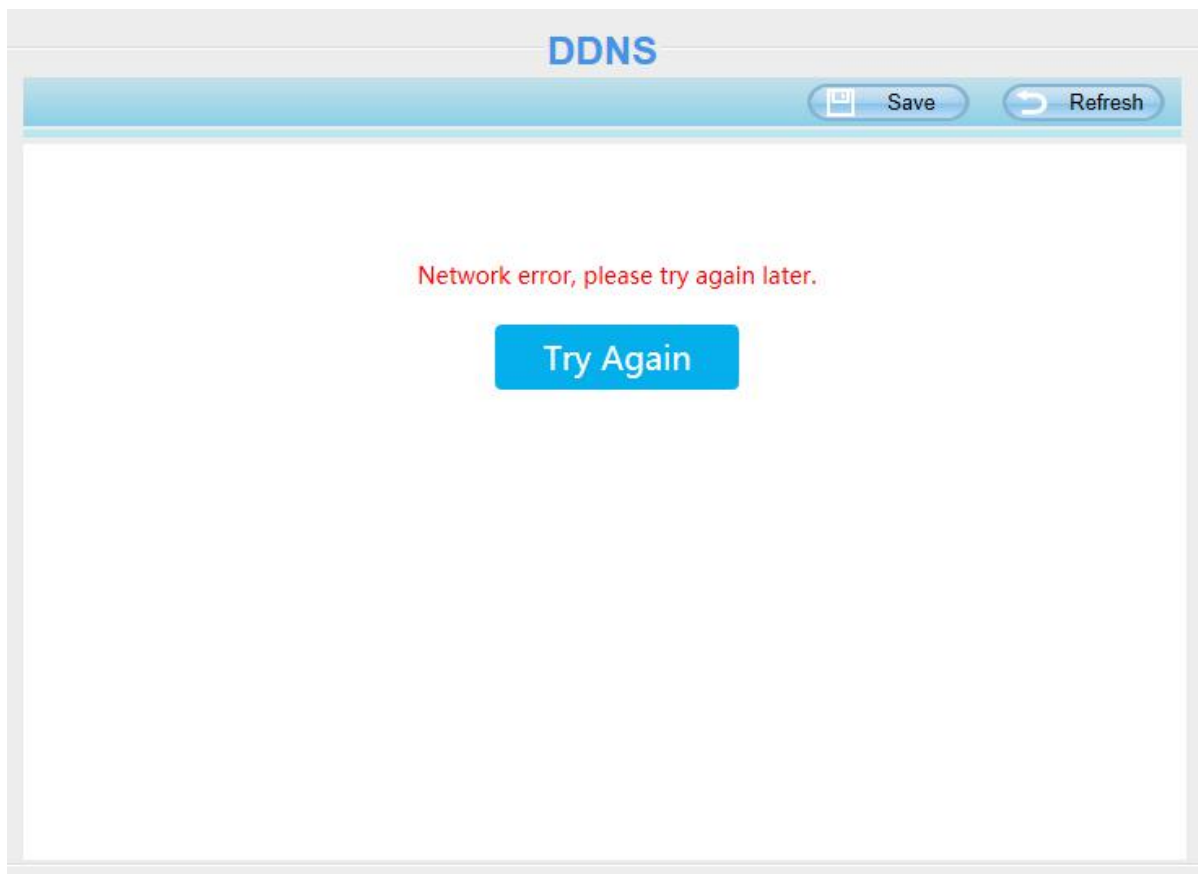 DDNS
Save Refresh
Network error, please try again later.
Try Again